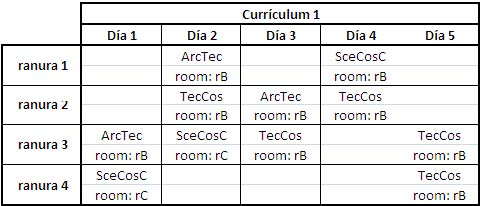 Currículum 1
Día 1 Día 2 Día 3 Día 4 Día 5
ranura 1 ArcTec SceCosC
room: rB room: rB
ranura 2 TecCos ArcTec TecCos
room: rB room: rB room: rB
ranura 3 ArcTec SceCosC TecCos TecCos
room: rB room: rC room: rB room: rB
ranura 4 SceCosC TecCos
room: rC room: rB